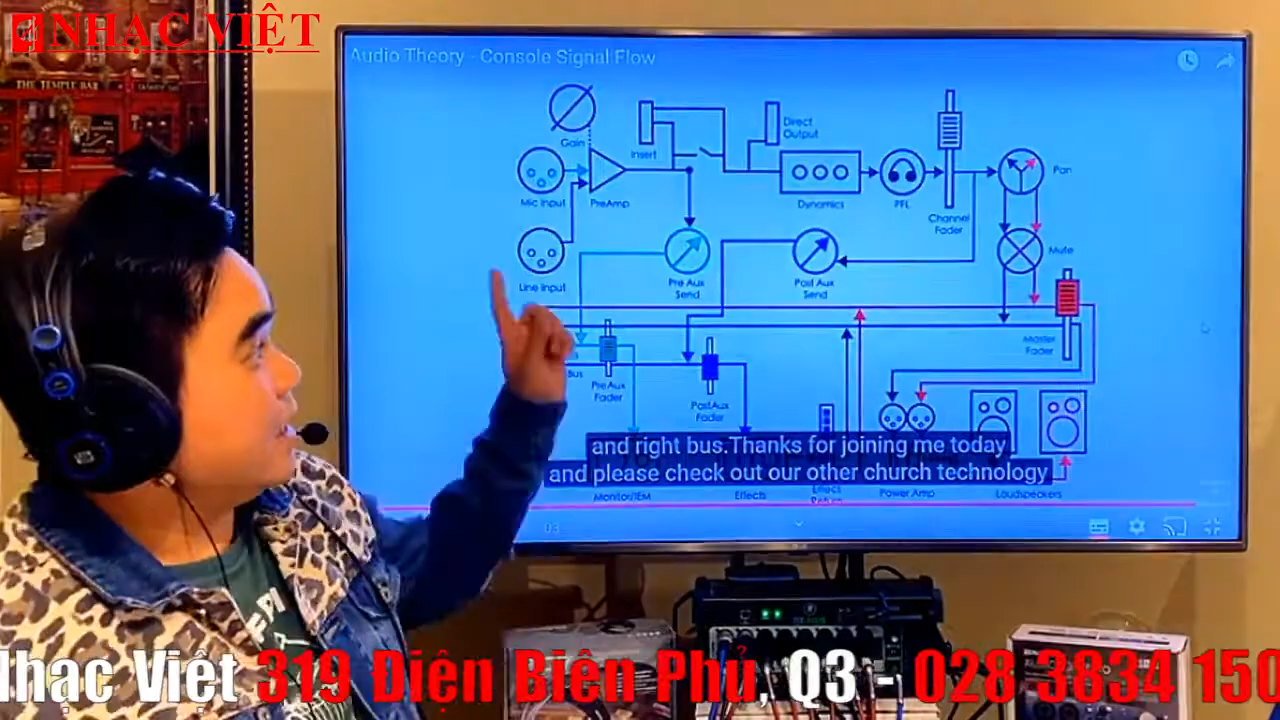 NHẠC VIỆT
THE TEMPLE BAR
Audio Theory - Console Signal Flow
Gain
Insert
Direct
Output
Mic Input
PreAmp
Dynamics
PFL
Channel
Fader
Pan
Line Input
Pre Aux
Send
Post Aux
Send
Mute
Master
Fader
Bus
PreAux
Fader
PostAux
Fader
and right bus.Thanks for joining me today
and please check out our other church technology
Monitor/IEM
Effects
Effects
Return
Power Amp
Loudspeakers
Nhạc Việt 319 Điện Biên Phủ, Q3 - 028 3834 150